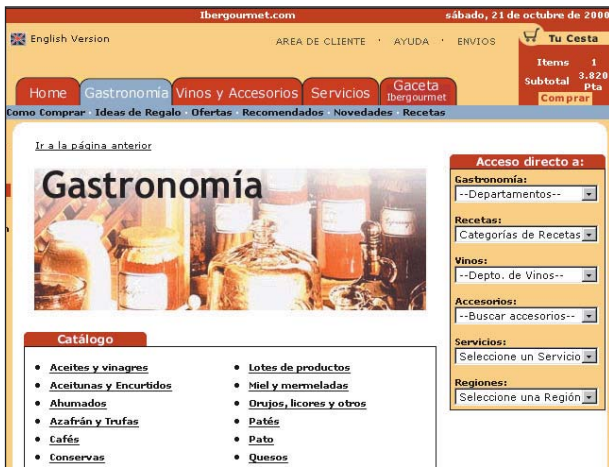 Ibergourmet.com
sábado, 21 de octubre de 2000
English Version
AREA DE CLIENTE · AYUDA · ENVIOS
Tu Cesta
Items 1
Subtotal 3.820 Pta
Comprar
Home
Gastronomía
Vinos y Accesorios
Servicios
Gaceta
Ibergourmet
Como Comprar · Ideas de Regalo · Ofertas · Recomendados · Novedades · Recetas
Ir a la página anterior
Gastronomía
Catálogo
Aceites y vinagres
Aceitunas y Encurtidos
Ahumados
Azafrán y Trufas
Cafés
Conservas
Lotes de productos
Miel y mermeladas
Orujos, licores y otros
Patés
Pato
Quesos
Acceso directo a:
Gastronomía:
--Departamentos--
Recetas:
Categorías de Recetas
Vinos:
--Depto. de Vinos--
Accesorios:
--Buscar accesorios--
Servicios:
Seleccione un Servicio
Regiones:
Seleccione una Región